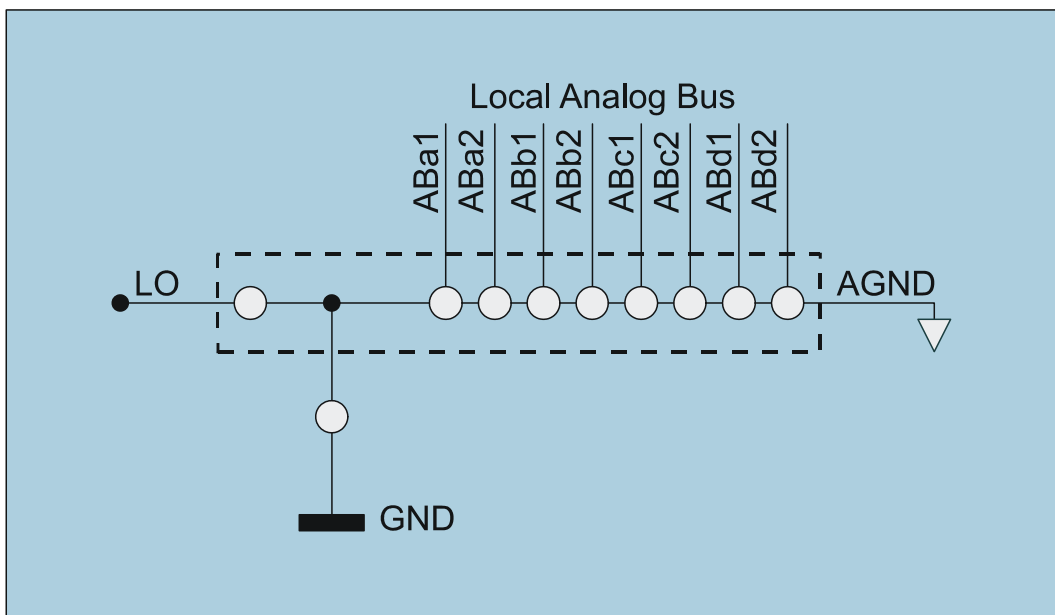 Local Analog Bus
ABa1
ABa2
ABb1
ABb2
ABc1
ABc2
ABd1
ABd2
LO
AGND
GND